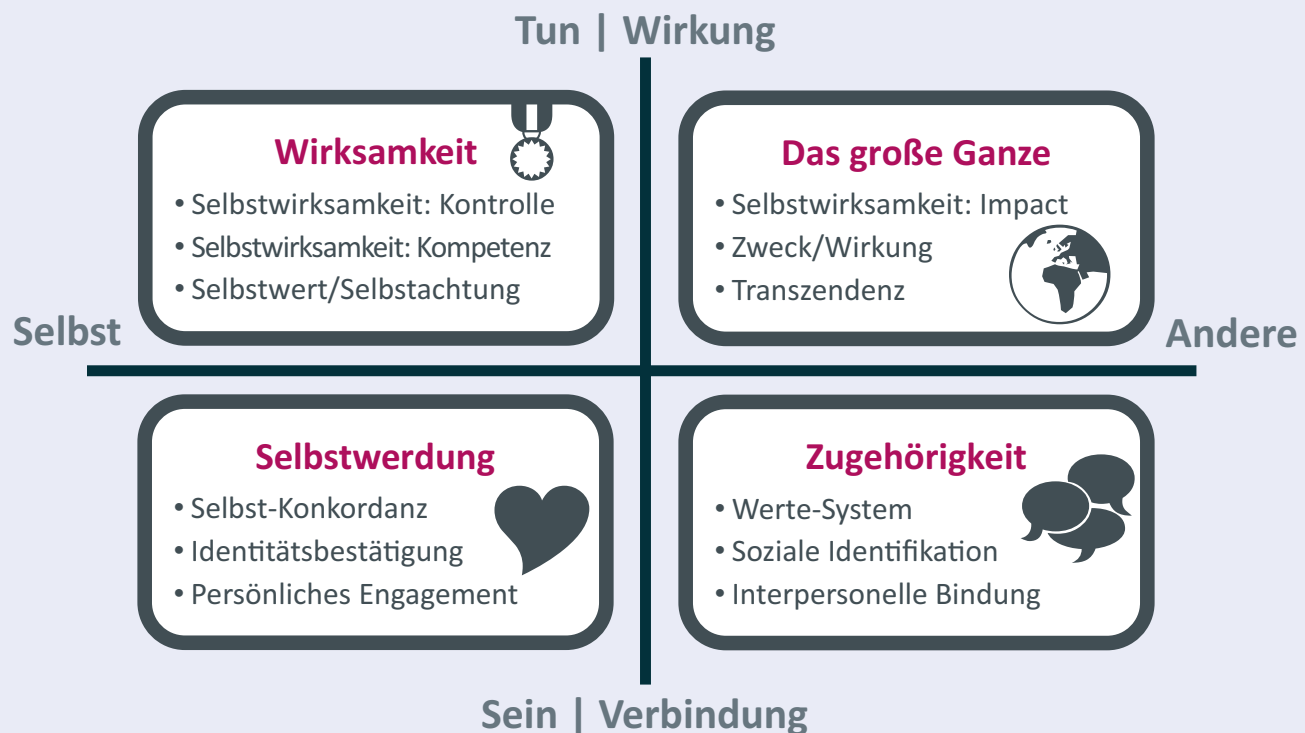 Tun | Wirkung
Wirksamkeit
• Selbstwirksamkeit: Kontrolle
• Selbstwirksamkeit: Kompetenz
• Selbstwert/Selbstachtung
Das große Ganze
• Selbstwirksamkeit: Impact
• Zweck/Wirkung
• Transzendenz
Selbst
Andere
Selbstwerdung
• Selbst-Konkordanz
• Identitätsbestätigung
• Persönliches Engagement
Zugehörigkeit
• Werte-System
• Soziale Identifikation
• Interpersonelle Bindung
Sein | Verbindung